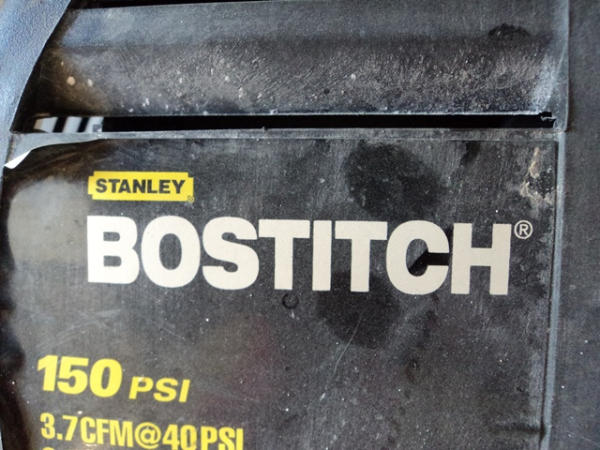 STANLEY
BOSTITCH®
150 PSI
3.7CFM@40PSI